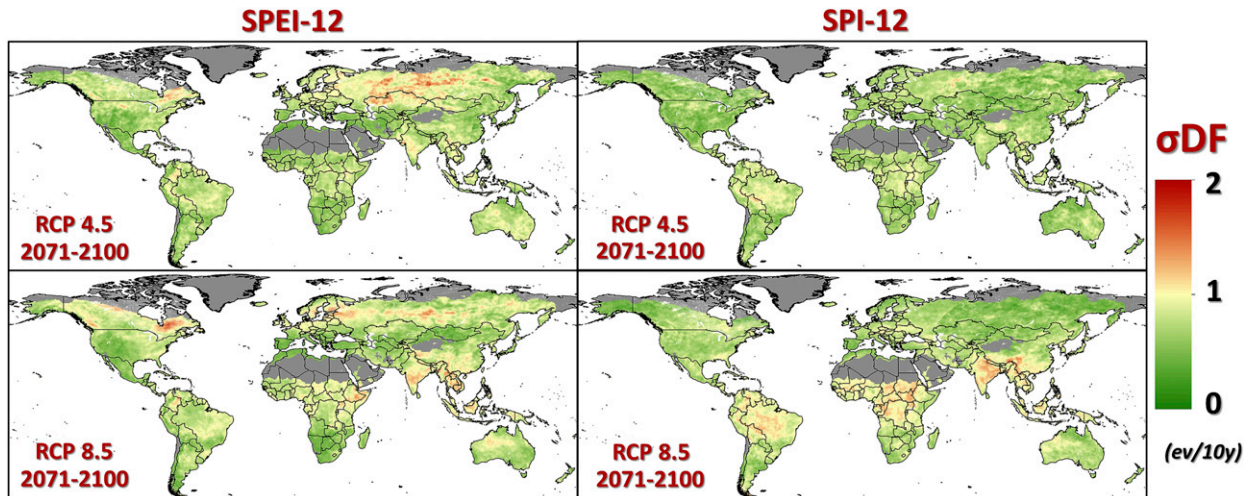 SPEI-12
SPI-12
RCP 4.5
2071-2100
RCP 4.5
2071-2100
RCP 8.5
2071-2100
RCP 8.5
2071-2100
σDF
2
1
0
(ev/10y)